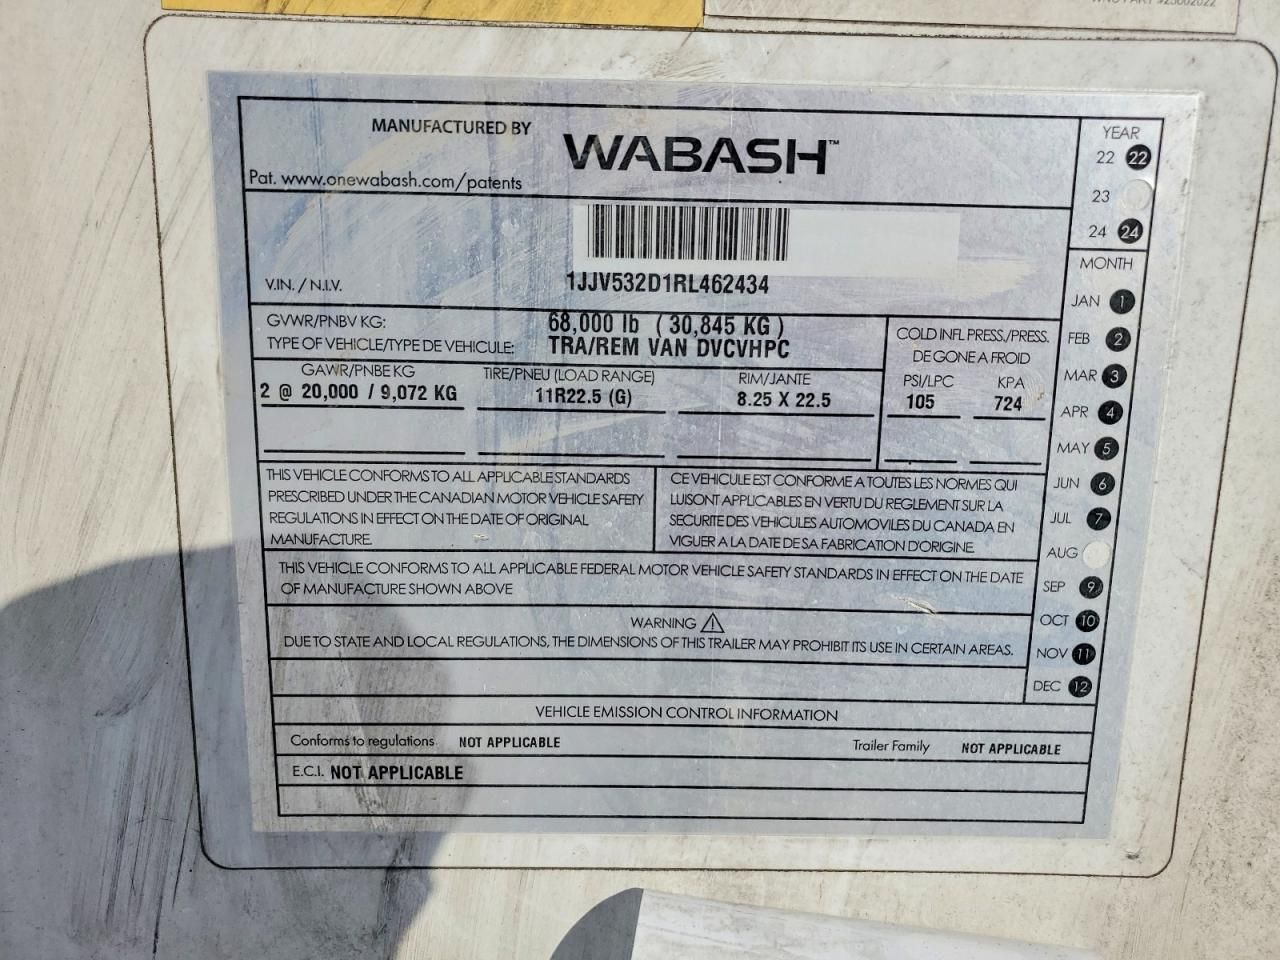 MANUFACTURED BY WABASH™
Pat. www.onewabash.com/patents
V.IN. / N.I.V. 1JJV532D1RL462434
GVWR/PNBV KG: 68,000 lb ( 30,845 KG )
TYPE OF VEHICLE/TYPE DE VEHICULE: TRA/REM VAN DVCVHPC
GAWR/PNBE KG TIRE/PNEU (LOAD RANGE) RIM/JANTE
2 @ 20,000 / 9,072 KG 11R22.5 (G) 8.25 X 22.5
COLD INFL PRESS./PRESS.
DE GONE A FROID
PSI/LPC KPA
105 724
THIS VEHICLE CONFORMS TO ALL APPLICABLE STANDARDS
PRESCRIBED UNDER THE CANADIAN MOTOR VEHICLE SAFETY
REGULATIONS IN EFFECT ON THE DATE OF ORIGINAL
MANUFACTURE.
CE VEHICULE EST CONFORME A TOUTES LES NORMES QUI
LUI SONT APPLICABLES EN VERTU DU REGLEMENT SUR LA
SECURITE DES VEHICULES AUTOMOVILES DU CANADA EN
VIGUER A LA DATE DE SA FABRICATION D'ORIGINE
THIS VEHICLE CONFORMS TO ALL APPLICABLE FEDERAL MOTOR VEHICLE SAFETY STANDARDS IN EFFECT ON THE DATE
OF MANUFACTURE SHOWN ABOVE
WARNING
DUE TO STATE AND LOCAL REGULATIONS, THE DIMENSIONS OF THIS TRAILER MAY PROHIBIT ITS USE IN CERTAIN AREAS.
VEHICLE EMISSION CONTROL INFORMATION
Conforms to regulations NOT APPLICABLE Trailer Family NOT APPLICABLE
E.C.I. NOT APPLICABLE
YEAR
22 22
23
24 24
MONTH
JAN 1
FEB 2
MAR 3
APR 4
MAY 5
JUN 6
JUL 7
AUG
SEP 9
OCT 10
NOV 11
DEC 12